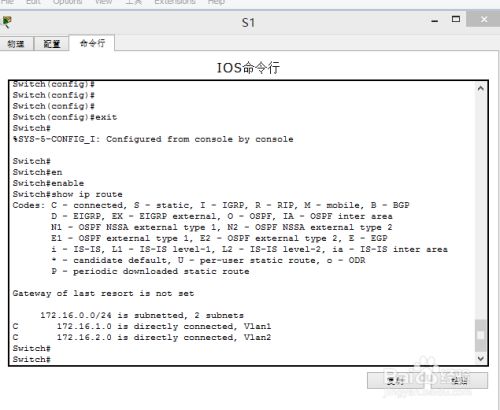 File Edit Options View 工具 Extensions Help
S1
物理 配置 命令行
IOS命令行
Switch(config)#
Switch(config)#
Switch(config)#
Switch(config)#exit
Switch#
%SYS-5-CONFIG_I: Configured from console by console
Switch#
Switch#en
Switch#enable
Switch#show ip route
Codes: C - connected, S - static, I - IGRP, R - RIP, M - mobile, B - BGP
D - EIGRP, EX - EIGRP external, O - OSPF, IA - OSPF inter area
N1 - OSPF NSSA external type 1, N2 - OSPF NSSA external type 2
E1 - OSPF external type 1, E2 - OSPF external type 2, E - EGP
i - IS-IS, L1 - IS-IS level-1, L2 - IS-IS level-2, ia - IS-IS inter area
* - candidate default, U - per-user static route, o - ODR
P - periodic downloaded static route
Gateway of last resort is not set
172.16.0.0/24 is subnetted, 2 subnets
C 172.16.1.0 is directly connected, Vlan1
C 172.16.2.0 is directly connected, Vlan2
Switch#
Switch#
复制 粘贴
Baidu经验